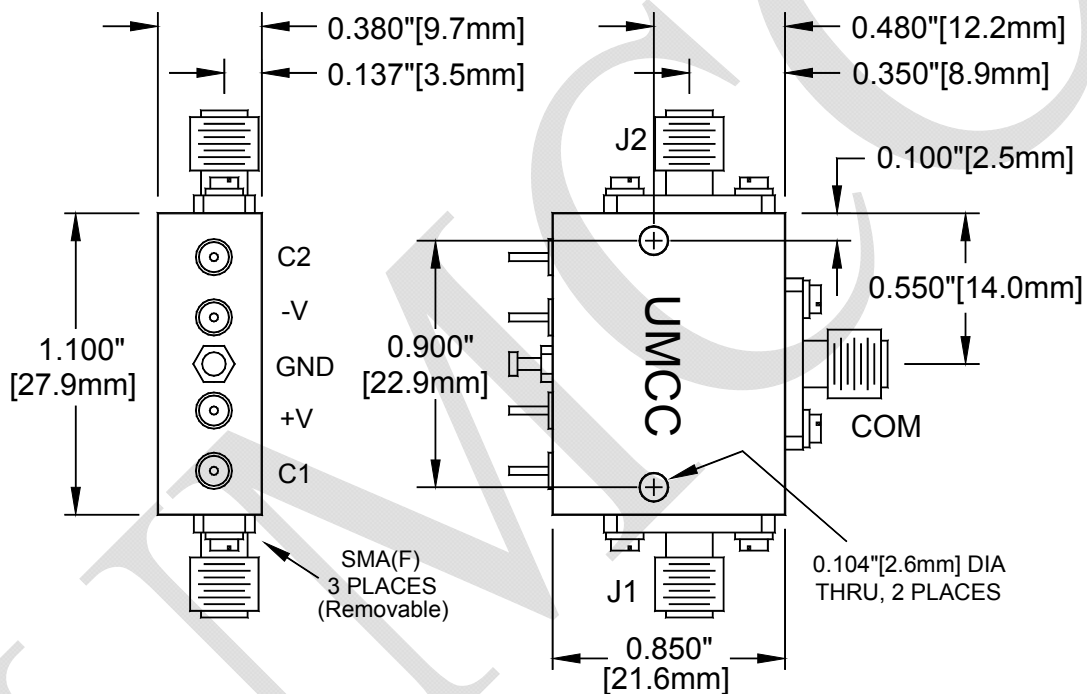 0.380"[9.7mm]
0.137"[3.5mm]
0.480"[12.2mm]
0.350"[8.9mm]
J2
0.100"[2.5mm]
C2
-V
GND
+V
C1
1.100"
[27.9mm]
0.900"
[22.9mm]
UMCC
0.550"[14.0mm]
COM
SMA(F)
3 PLACES
(Removable)
J1
0.104"[2.6mm] DIA
THRU, 2 PLACES
0.850"
[21.6mm]
UMCC